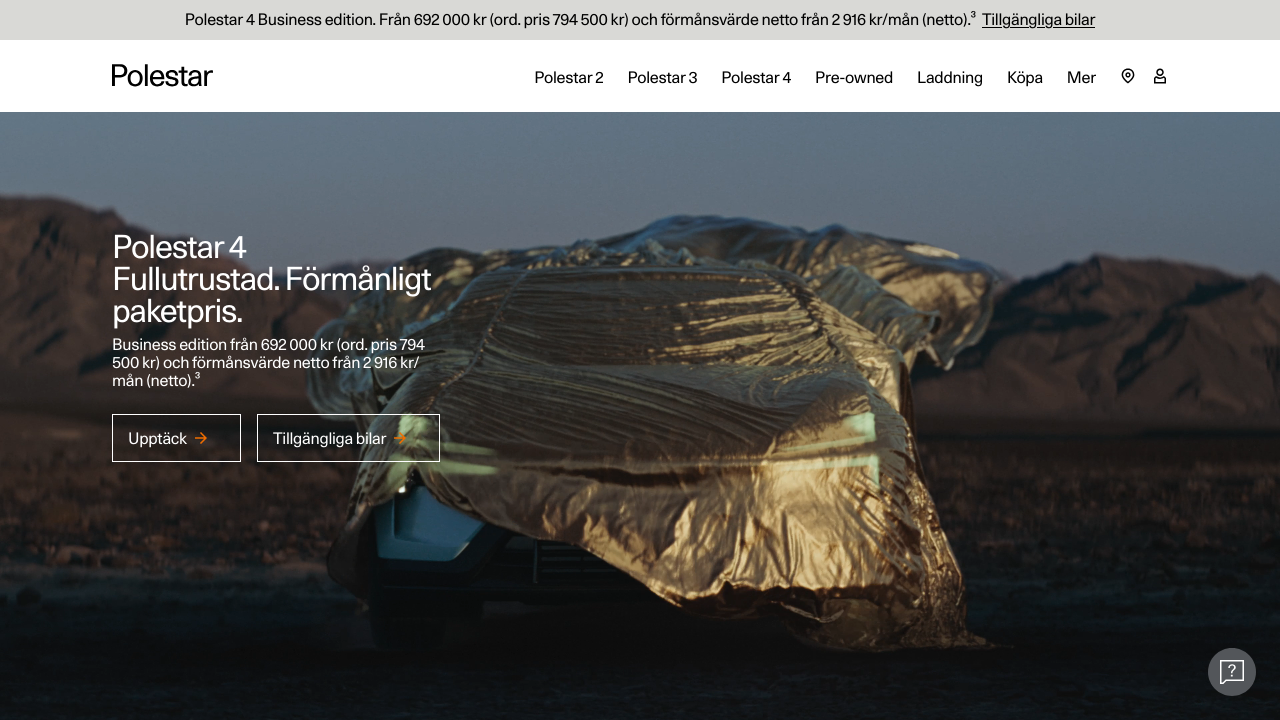 Polestar 4 Business edition. Från 692 000 kr (ord. pris 794 500 kr) och förmånsvärde netto från 2 916 kr/mån (netto).³ Tillgängliga bilar
Polestar
Polestar 2 Polestar 3 Polestar 4 Pre-owned Laddning Köpa Mer
Polestar 4
Fullutrustad. Förmånligt
paketpris.
Business edition från 692 000 kr (ord. pris 794
500 kr) och förmånsvärde netto från 2 916 kr/
mån (netto).³
Upptäck → Tillgängliga bilar →
?